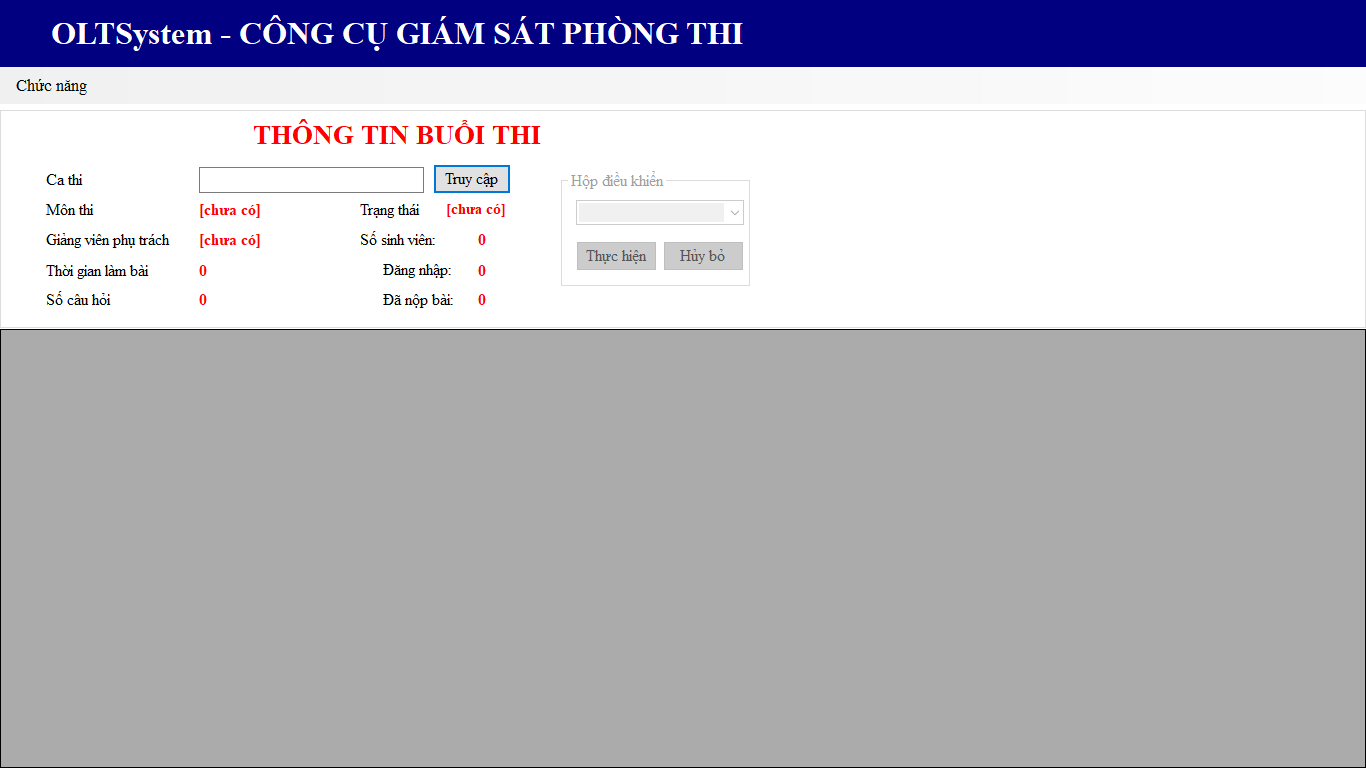 OLTSystem - CÔNG CỤ GIÁM SÁT PHÒNG THI
Chức năng
THÔNG TIN BUỔI THI
Ca thi
Truy cập
Môn thi [chưa có] Trạng thái [chưa có]
Giảng viên phụ trách [chưa có] Số sinh viên: 0
Thời gian làm bài 0 Đăng nhập: 0
Số câu hỏi 0 Đã nộp bài: 0
Hộp điều khiển
Thực hiện Hủy bỏ